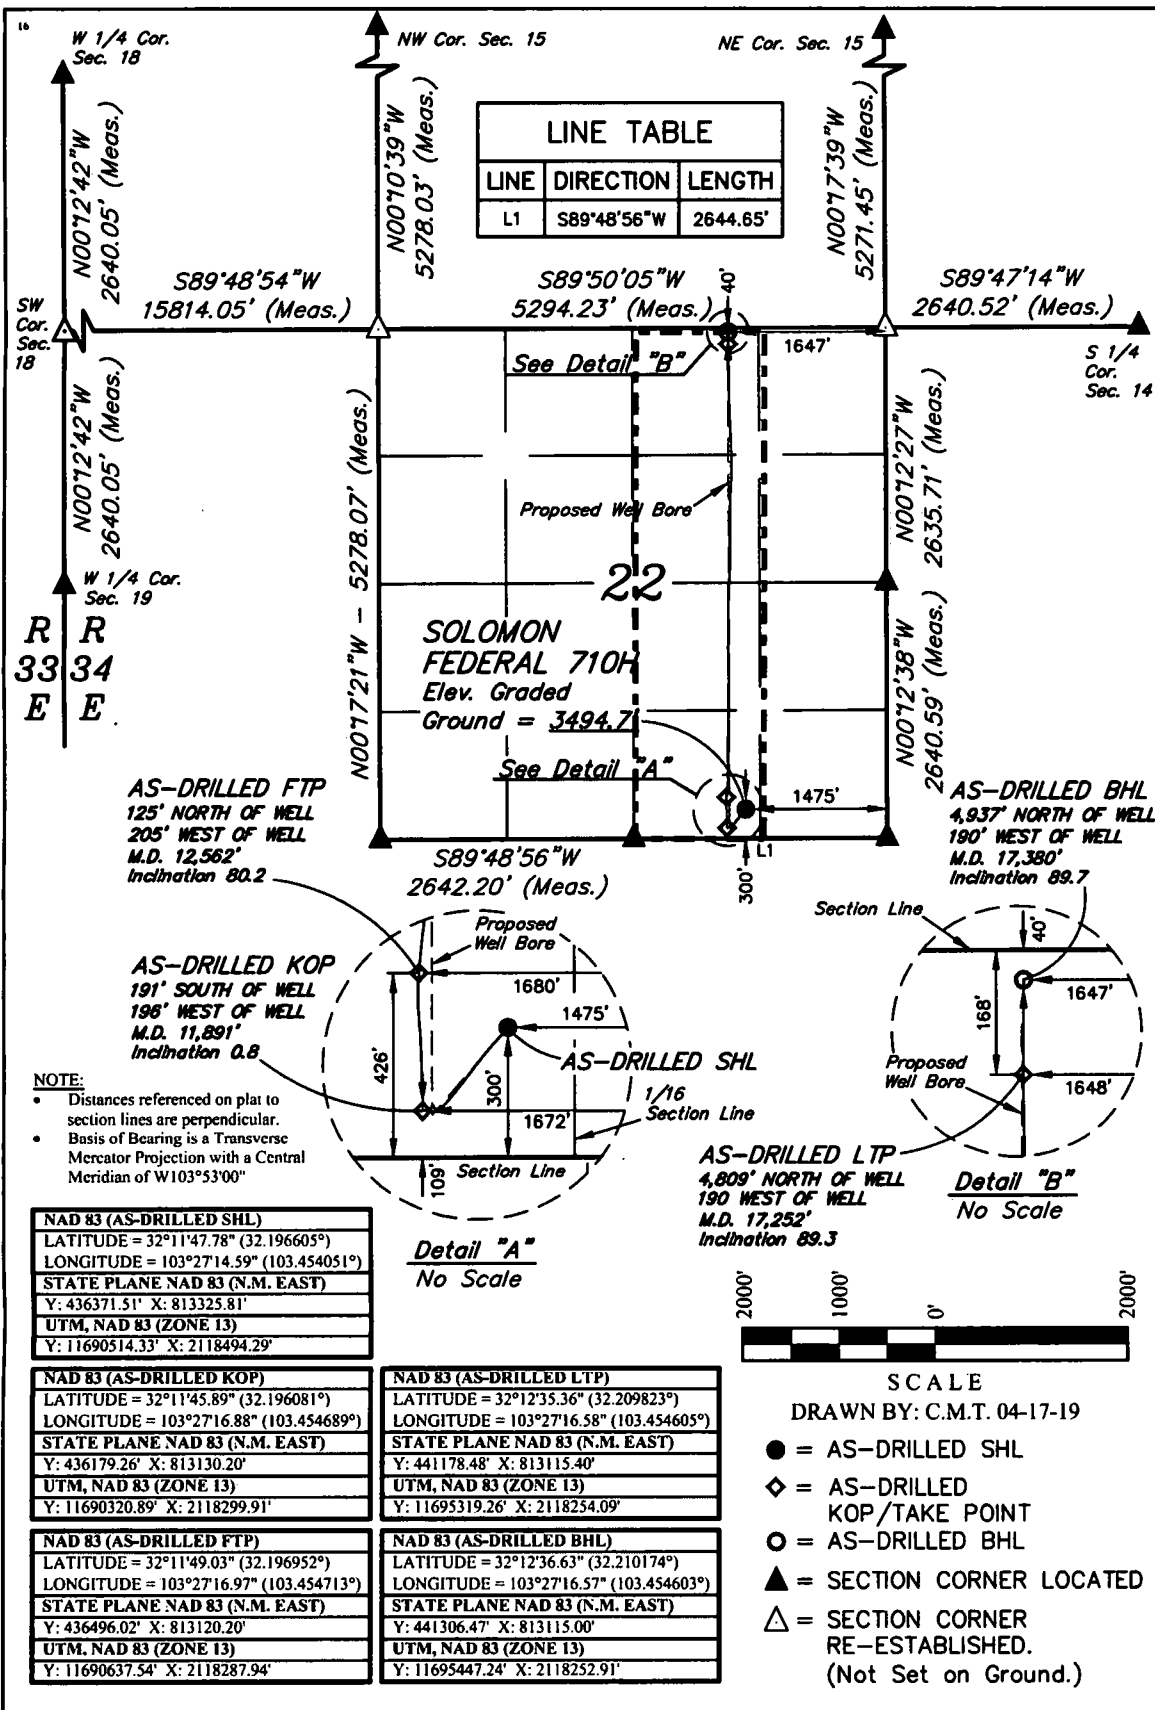 16
W 1/4 Cor.
Sec. 18
NW Cor. Sec. 15
NE Cor. Sec. 15
N00°12'42"W
2640.05' (Meas.)
N00°10'39"W
5278.03' (Meas.)
N00°17'39"W
5271.45' (Meas.)
LINE TABLE
LINE DIRECTION LENGTH
L1 S89°48'56"W 2644.65'
S89°48'54"W
15814.05' (Meas.)
S89°50'05"W
5294.23' (Meas.)
40'
S89°47'14"W
2640.52' (Meas.)
SW
Cor.
Sec.
18
1647'
S 1/4
Cor.
Sec. 14
See Detail "B"
N00°12'42"W
2640.05' (Meas.)
N00°17'21"W – 5278.07' (Meas.)
N00°12'27"W
2635.71' (Meas.)
Proposed Well Bore
W 1/4 Cor.
Sec. 19
22
R R
33 34
E E
SOLOMON
FEDERAL 710H
Elev. Graded
Ground = 3494.7'
N00°12'38"W
2640.59' (Meas.)
See Detail "A"
1475'
L1
300'
S89°48'56"W
2642.20' (Meas.)
AS-DRILLED FTP
125' NORTH OF WELL
205' WEST OF WELL
M.D. 12,562'
Inclination 80.2
AS-DRILLED BHL
4,937' NORTH OF WELL
190' WEST OF WELL
M.D. 17,380'
Inclination 89.7
AS-DRILLED KOP
191' SOUTH OF WELL
196' WEST OF WELL
M.D. 11,891'
Inclination 0.8
Proposed
Well Bore
1680'
1475'
426'
300'
AS-DRILLED SHL
1/16
Section Line
1672'
Section Line
109'
Detail "A"
No Scale
Section Line
40'
1647'
168'
Proposed
Well Bore
1648'
AS-DRILLED LTP
4,809' NORTH OF WELL
190 WEST OF WELL
M.D. 17,252'
Inclination 89.3
Detail "B"
No Scale
NOTE:
• Distances referenced on plat to
section lines are perpendicular.
• Basis of Bearing is a Transverse
Mercator Projection with a Central
Meridian of W103°53'00"
NAD 83 (AS-DRILLED SHL)
LATITUDE = 32°11'47.78" (32.196605°)
LONGITUDE = 103°27'14.59" (103.454051°)
STATE PLANE NAD 83 (N.M. EAST)
Y: 436371.51' X: 813325.81'
UTM, NAD 83 (ZONE 13)
Y: 11690514.33' X: 2118494.29'
NAD 83 (AS-DRILLED KOP)
LATITUDE = 32°11'45.89" (32.196081°)
LONGITUDE = 103°27'16.88" (103.454689°)
STATE PLANE NAD 83 (N.M. EAST)
Y: 436179.26' X: 813130.20'
UTM, NAD 83 (ZONE 13)
Y: 11690320.89' X: 2118299.91'
NAD 83 (AS-DRILLED LTP)
LATITUDE = 32°12'35.36" (32.209823°)
LONGITUDE = 103°27'16.58" (103.454605°)
STATE PLANE NAD 83 (N.M. EAST)
Y: 441178.48' X: 813115.40'
UTM, NAD 83 (ZONE 13)
Y: 11695319.26' X: 2118254.09'
NAD 83 (AS-DRILLED FTP)
LATITUDE = 32°11'49.03" (32.196952°)
LONGITUDE = 103°27'16.97" (103.454713°)
STATE PLANE NAD 83 (N.M. EAST)
Y: 436496.02' X: 813120.20'
UTM, NAD 83 (ZONE 13)
Y: 11690637.54' X: 2118287.94'
NAD 83 (AS-DRILLED BHL)
LATITUDE = 32°12'36.63" (32.210174°)
LONGITUDE = 103°27'16.57" (103.454603°)
STATE PLANE NAD 83 (N.M. EAST)
Y: 441306.47' X: 813115.00'
UTM, NAD 83 (ZONE 13)
Y: 11695447.24' X: 2118252.91'
2000' 1000' 0' 2000'
SCALE
DRAWN BY: C.M.T. 04-17-19
= AS-DRILLED SHL
= AS-DRILLED
KOP/TAKE POINT
= AS-DRILLED BHL
= SECTION CORNER LOCATED
= SECTION CORNER
RE-ESTABLISHED.
(Not Set on Ground.)